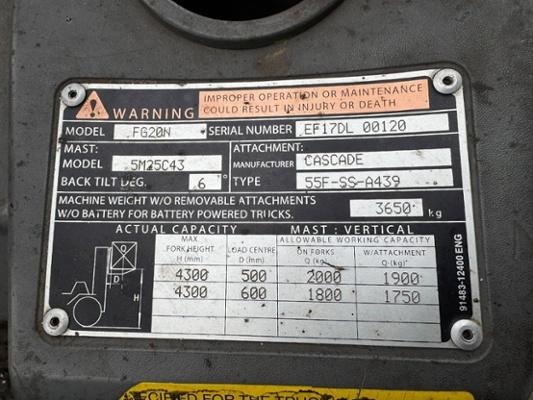 WARNING
IMPROPER OPERATION OR MAINTENANCE
COULD RESULT IN INJURY OR DEATH.
MODEL FG20N SERIAL NUMBER EF17DL 00120
MAST: ATTACHMENT:
MODEL 5M25C43 MANUFACTURER CASCADE
BACK TILT DEG. 6° TYPE 55F-SS-A439
MACHINE WEIGHT W/O REMOVABLE ATTACHMENTS
W/O BATTERY FOR BATTERY POWERED TRUCKS. 3650 kg
ACTUAL CAPACITY MAST : VERTICAL
MAX FORK HEIGHT H (mm) LOAD CENTRE D (mm) ALLOWABLE WORKING CAPACITY
ON FORKS Q (kg) W/ATTACHMENT Q (kg)
4300 500 2000 1900
4300 600 1800 1750
Q
D
H
91483-12400 ENG